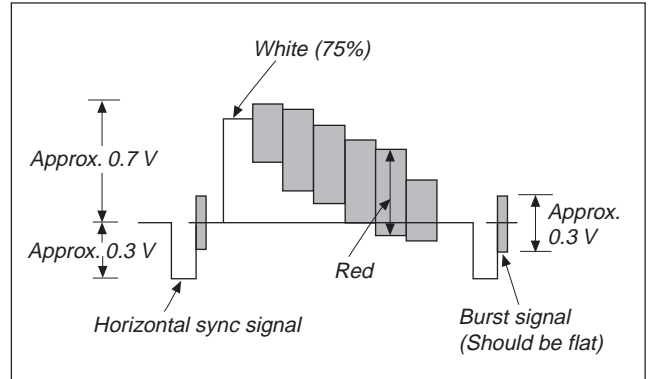 White (75%)
Approx. 0.7 V
Approx. 0.3 V
Red
Horizontal sync signal
Approx.
0.3 V
Burst signal
(Should be flat)